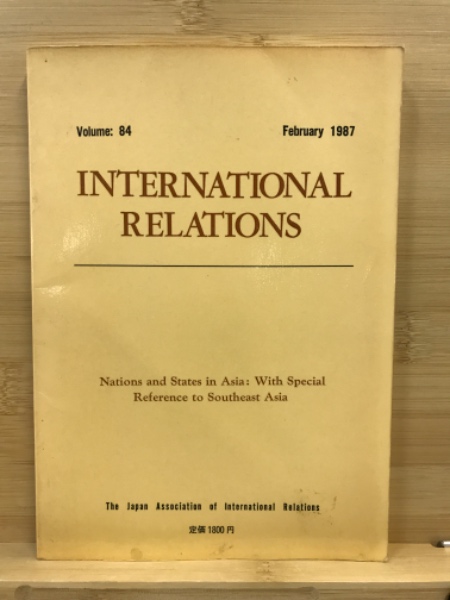 Volume: 84 February 1987
INTERNATIONAL
RELATIONS
Nations and States in Asia: With Special
Reference to Southeast Asia
The Japan Association of International Relations
定価1800円